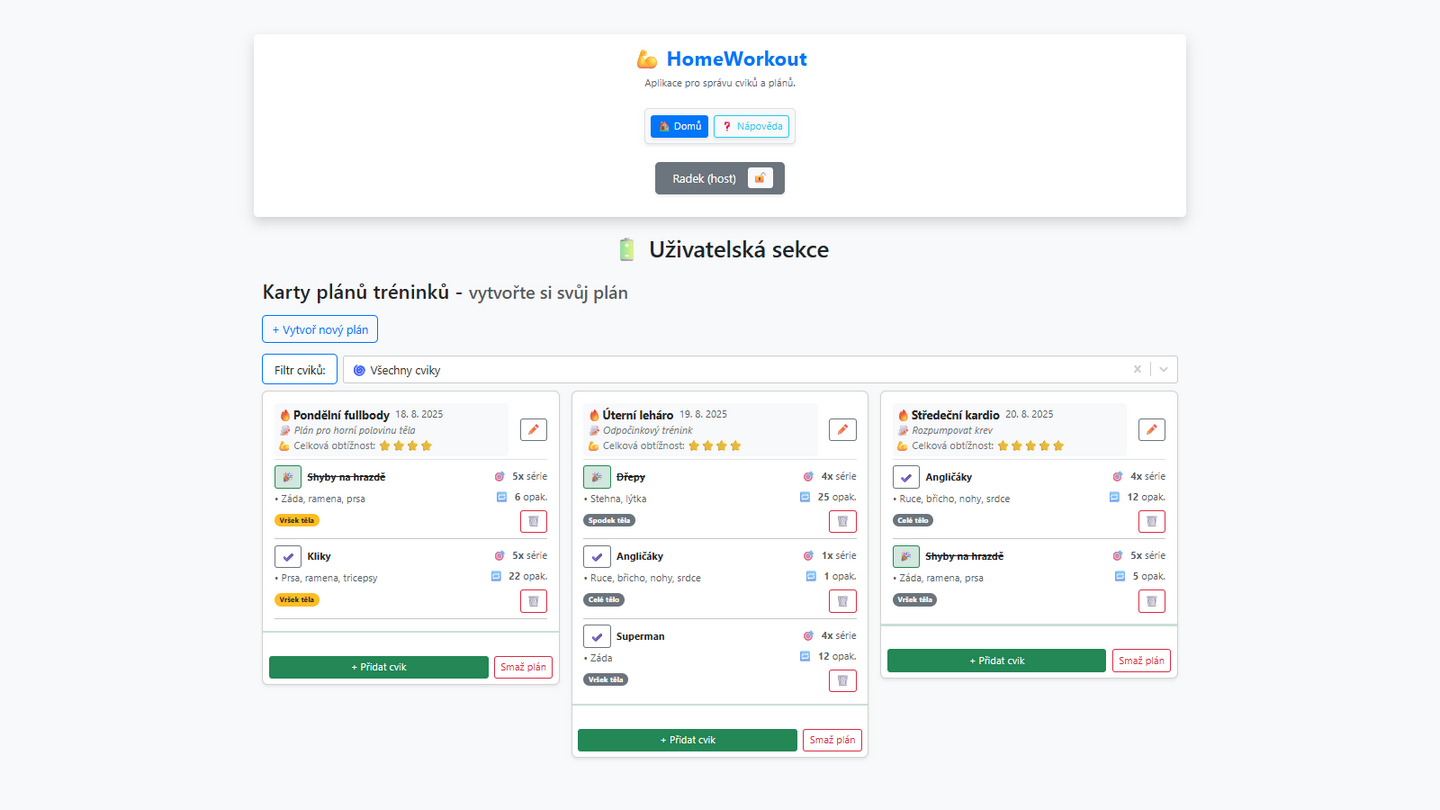 HomeWorkout
Aplikace pro správu cviků a plánů.
Domů
Nápověda
Radek (host)
Uživatelská sekce
Karty plánů tréninků - vytvořte si svůj plán
+ Vytvoř nový plán
Filtr cviků:
Všechny cviky
Pondělní fullbody 18. 8. 2025
Plán pro horní polovinu těla
Celková obtížnost:
Shyby na hrazdě
5x série
• Záda, ramena, prsa
6 opak.
Vršek těla
Kliky
5x série
• Prsa, ramena, tricepsy
22 opak.
Vršek těla
+ Přidat cvik
Smaž plán
Úterní leháro 19. 8. 2025
Odpočinkový trénink
Celková obtížnost:
Dřepy
4x série
• Stehna, lýtka
25 opak.
Spodek těla
Angličáky
1x série
• Ruce, břicho, nohy, srdce
1 opak.
Celé tělo
Superman
4x série
• Záda
12 opak.
Vršek těla
+ Přidat cvik
Smaž plán
Středeční kardio 20. 8. 2025
Rozpumpovat krev
Celková obtížnost:
Angličáky
4x série
• Ruce, břicho, nohy, srdce
12 opak.
Celé tělo
Shyby na hrazdě
5x série
• Záda, ramena, prsa
5 opak.
Vršek těla
+ Přidat cvik
Smaž plán